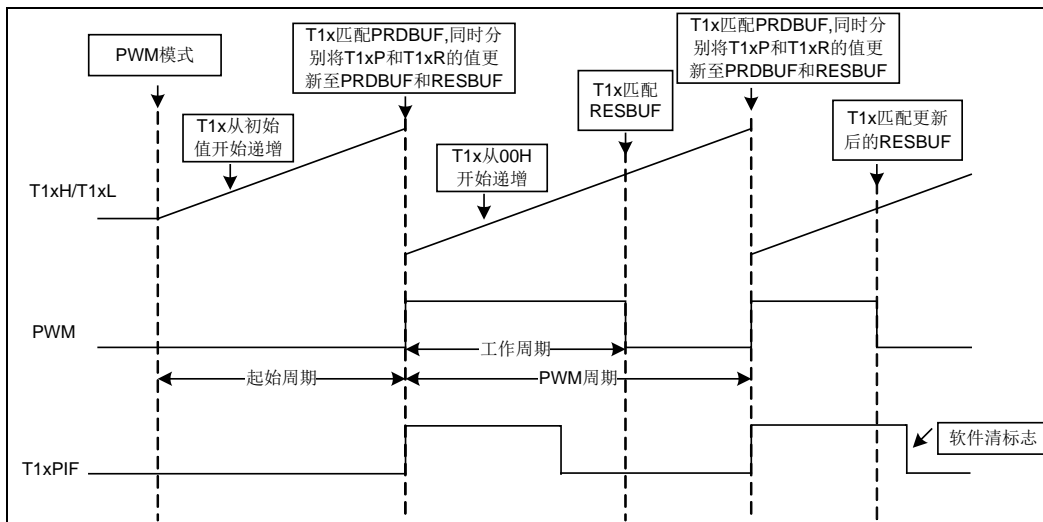 PWM模式
T1x匹配PRDBUF,同时分
别将T1xP和T1xR的值更
新至PRDBUF和RESBUF
T1x匹配
RESBUF
T1x匹配PRDBUF,同时分
别将T1xP和T1xR的值更
新至PRDBUF和RESBUF
T1x匹配更新
后的RESBUF
T1x从初始
值开始递增
T1x从00H
开始递增
T1xH/T1xL
PWM
工作周期
起始周期
PWM周期
软件清标志
T1xPIF